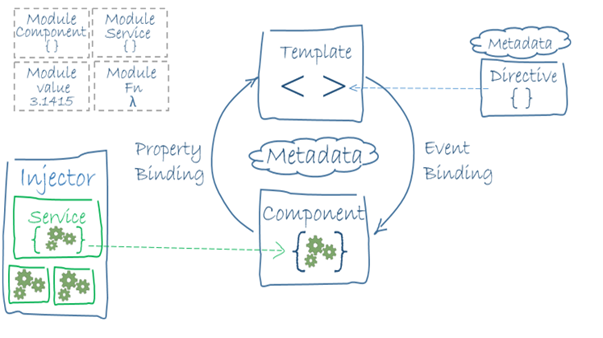 Module
Component
{ }
Module
Service
{ }
Module
value
3.1415
Module
Fn
λ
Template
< >
Metadata
Directive
{ }
Property
Binding
Metadata
Event
Binding
Injector
Service
{ }
Component
{ }